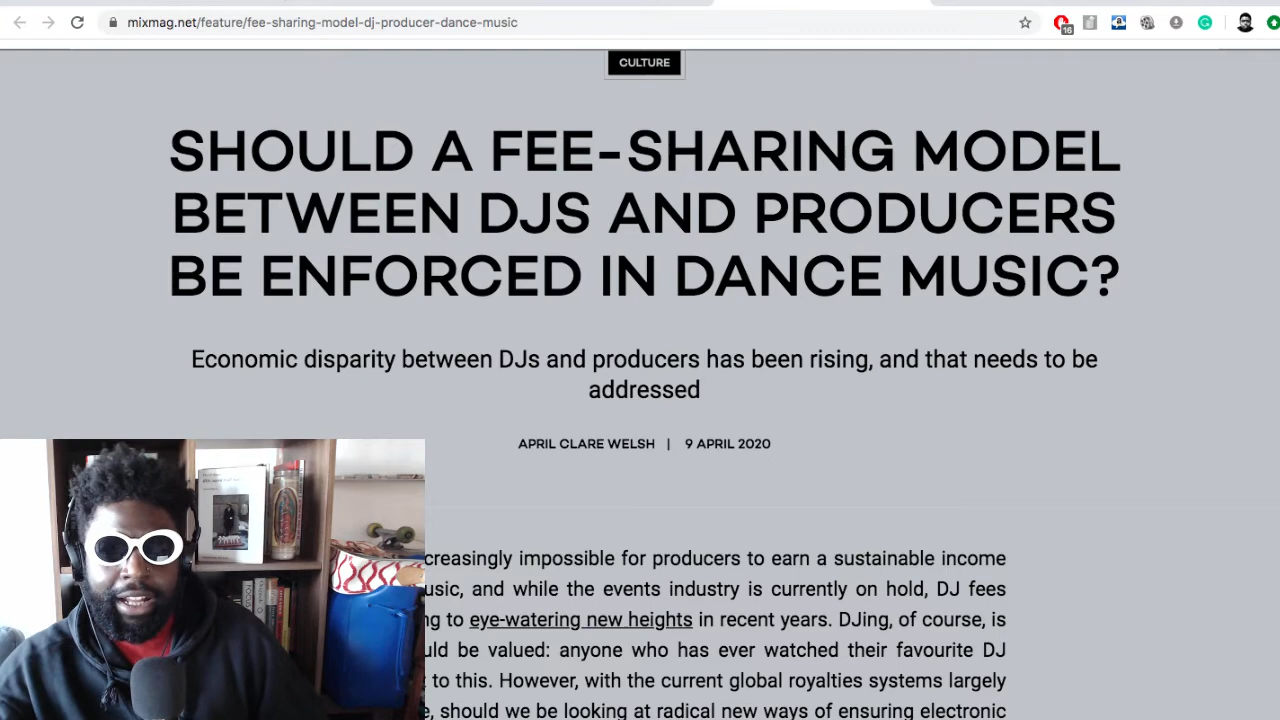 mixmag.net/feature/fee-sharing-model-dj-producer-dance-music
16
CULTURE
SHOULD A FEE-SHARING MODEL
BETWEEN DJS AND PRODUCERS
BE ENFORCED IN DANCE MUSIC?
Economic disparity between DJs and producers has been rising, and that needs to be
addressed
APRIL CLARE WELSH | 9 APRIL 2020
creasingly impossible for producers to earn a sustainable income
usic, and while the events industry is currently on hold, DJ fees
ng to eye-watering new heights in recent years. DJing, of course, is
uld be valued: anyone who has ever watched their favourite DJ
t to this. However, with the current global royalties systems largely
e, should we be looking at radical new ways of ensuring electronic